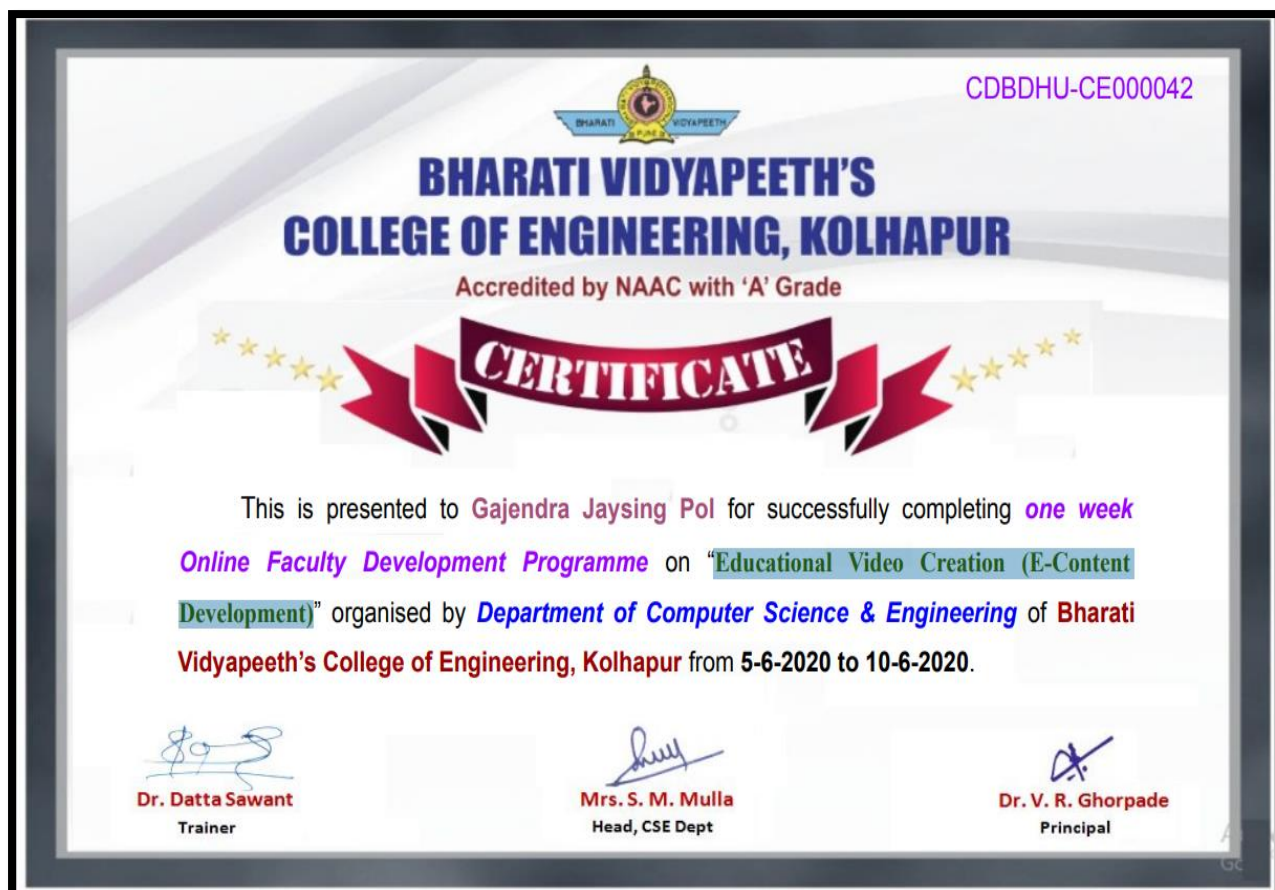 CDBDHU-CE000042
BHARATI VIDYAPEETH
PUNE
BHARATI VIDYAPEETH'S
COLLEGE OF ENGINEERING, KOLHAPUR
Accredited by NAAC with ‘A’ Grade
CERTIFICATE
This is presented to Gajendra Jaysing Pol for successfully completing one week
Online Faculty Development Programme on “Educational Video Creation (E-Content
Development)” organised by Department of Computer Science & Engineering of Bharati
Vidyapeeth’s College of Engineering, Kolhapur from 5-6-2020 to 10-6-2020.
Dr. Datta Sawant
Trainer
Mrs. S. M. Mulla
Head, CSE Dept
Dr. V. R. Ghorpade
Principal